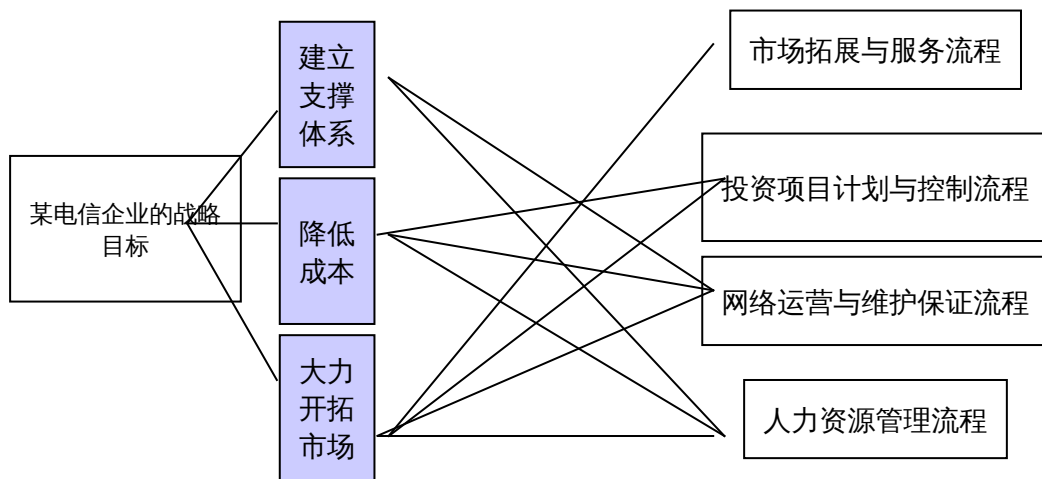 某电信企业的战略
目标
建立
支撑
体系
降低
成本
大力
开拓
市场
市场拓展与服务流程
投资项目计划与控制流程
网络运营与维护保证流程
人力资源管理流程